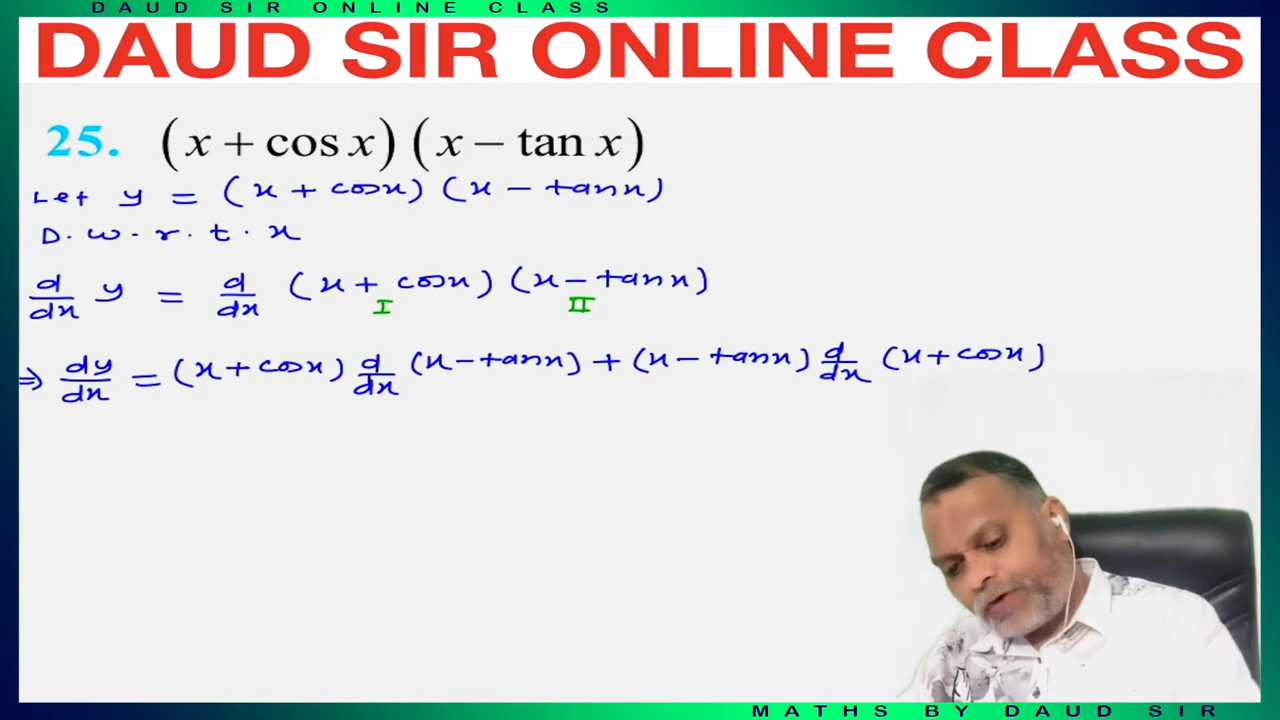 DAUD SIR ONLINE CLASS
DAUD SIR ONLINE CLASS
25. (x + cos x) (x − tan x)
Let y = (x + cosx) (x − tanx)
D. w. r. t. x
d/dx y = d/dx (x + cosx) (x − tanx)
I II
⇒ dy/dx = (x + cosx) d/dx (x − tanx) + (x − tanx) d/dx (x + cosx)
MATHS BY DAUD SIR